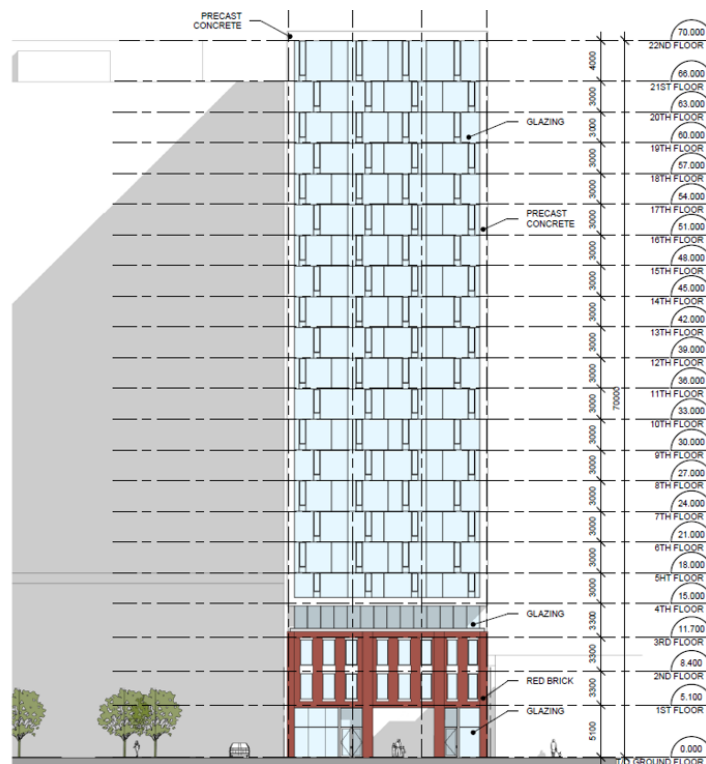 PRECAST
CONCRETE
70.000
22ND FLOOR
4000
66.000
21ST FLOOR
3000
63.000
20TH FLOOR
GLAZING
3000
60.000
19TH FLOOR
3000
57.000
18TH FLOOR
3000
54.000
17TH FLOOR
PRECAST
CONCRETE
3000
51.000
16TH FLOOR
3000
48.000
15TH FLOOR
3000
45.000
14TH FLOOR
3000
42.000
13TH FLOOR
3000
39.000
12TH FLOOR
3000
36.000
11TH FLOOR
3000
70000
33.000
10TH FLOOR
3000
30.000
9TH FLOOR
3000
27.000
8TH FLOOR
3000
24.000
7TH FLOOR
3000
21.000
6TH FLOOR
3000
18.000
5HT FLOOR
3000
15.000
4TH FLOOR
GLAZING
3300
11.700
3RD FLOOR
3300
8.400
2ND FLOOR
RED BRICK
3300
5.100
1ST FLOOR
GLAZING
5100
0.000
T/O GROUND FLOOR